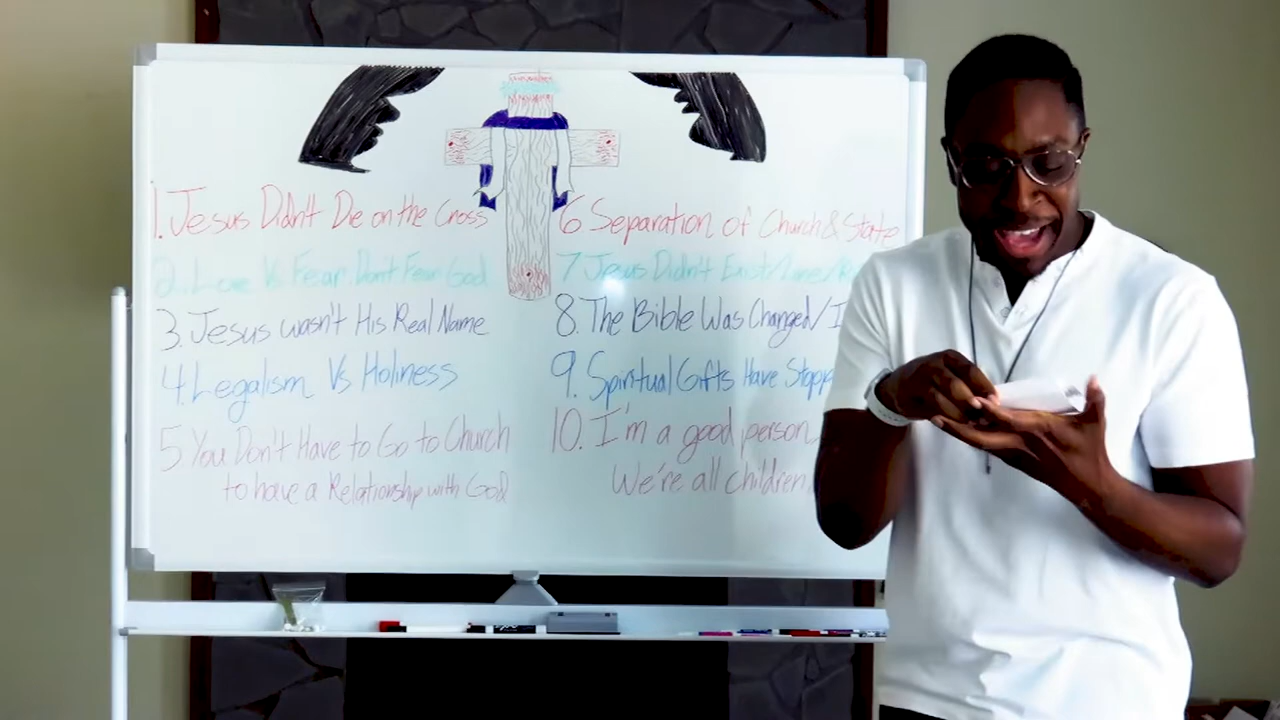 1. Jesus Didn't Die on the Cross
2. Love Vs Fear. Don't Fear God
3. Jesus wasn't His Real Name
4. Legalism Vs Holiness
5. You Don't Have to Go to Church
to have a Relationship with God
6. Separation of Church & State
7. Jesus Didn't Exist/
8. The Bible Was Changed/I
9. Spiritual Gifts Have
10. I'm a good person,
We're all children